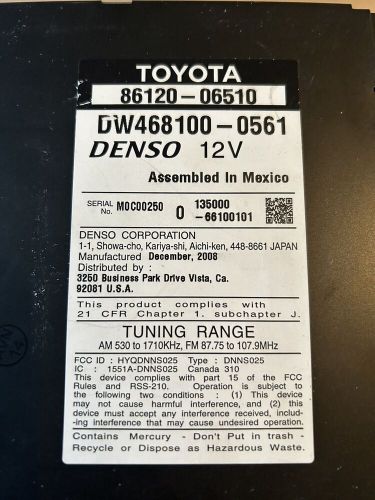 TOYOTA
86120-06510
DW468100-0561
DENSO 12V
Assembled In Mexico
SERIAL No. M0C00250 0 135000
-66100101
DENSO CORPORATION
1-1, Showa-cho, Kariya-shi, Aichi-ken, 448-8661 JAPAN
Manufactured December, 2008
Distributed by :
3250 Business Park Drive Vista, Ca.
92081 U.S.A.
This product complies with
21 CFR Chapter 1. subchapter J.
TUNING RANGE
AM 530 to 1710KHz, FM 87.75 to 107.9MHz
FCC ID : HYQDNNS025 Type : DNNS025
IC : 1551A-DNNS025 Canada 310
This device complies with part 15 of the FCC
Rules and RSS-210. Operation is subject to
the following two conditions : (1) This device
may not cause harmful interference, and (2) this
device must accept any interference received, includ-
ing interference that may cause undesired operation.
Contains Mercury - Don't Put in trash -
Recycle or Dispose as Hazardous Waste.